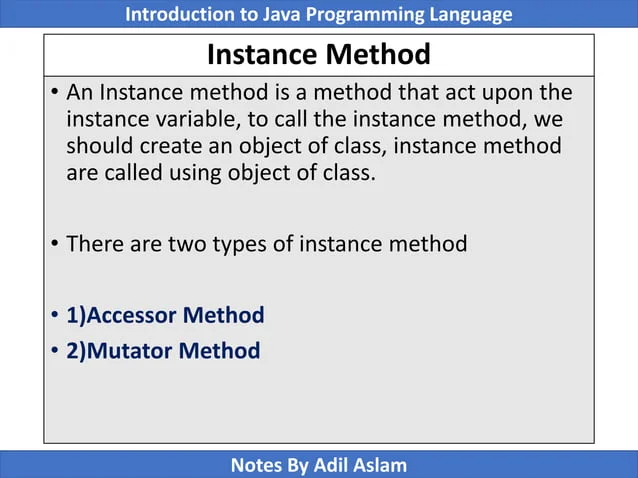 Introduction to Java Programming Language
Instance Method
• An Instance method is a method that act upon the
instance variable, to call the instance method, we
should create an object of class, instance method
are called using object of class.
• There are two types of instance method
• 1)Accessor Method
• 2)Mutator Method
Notes By Adil Aslam